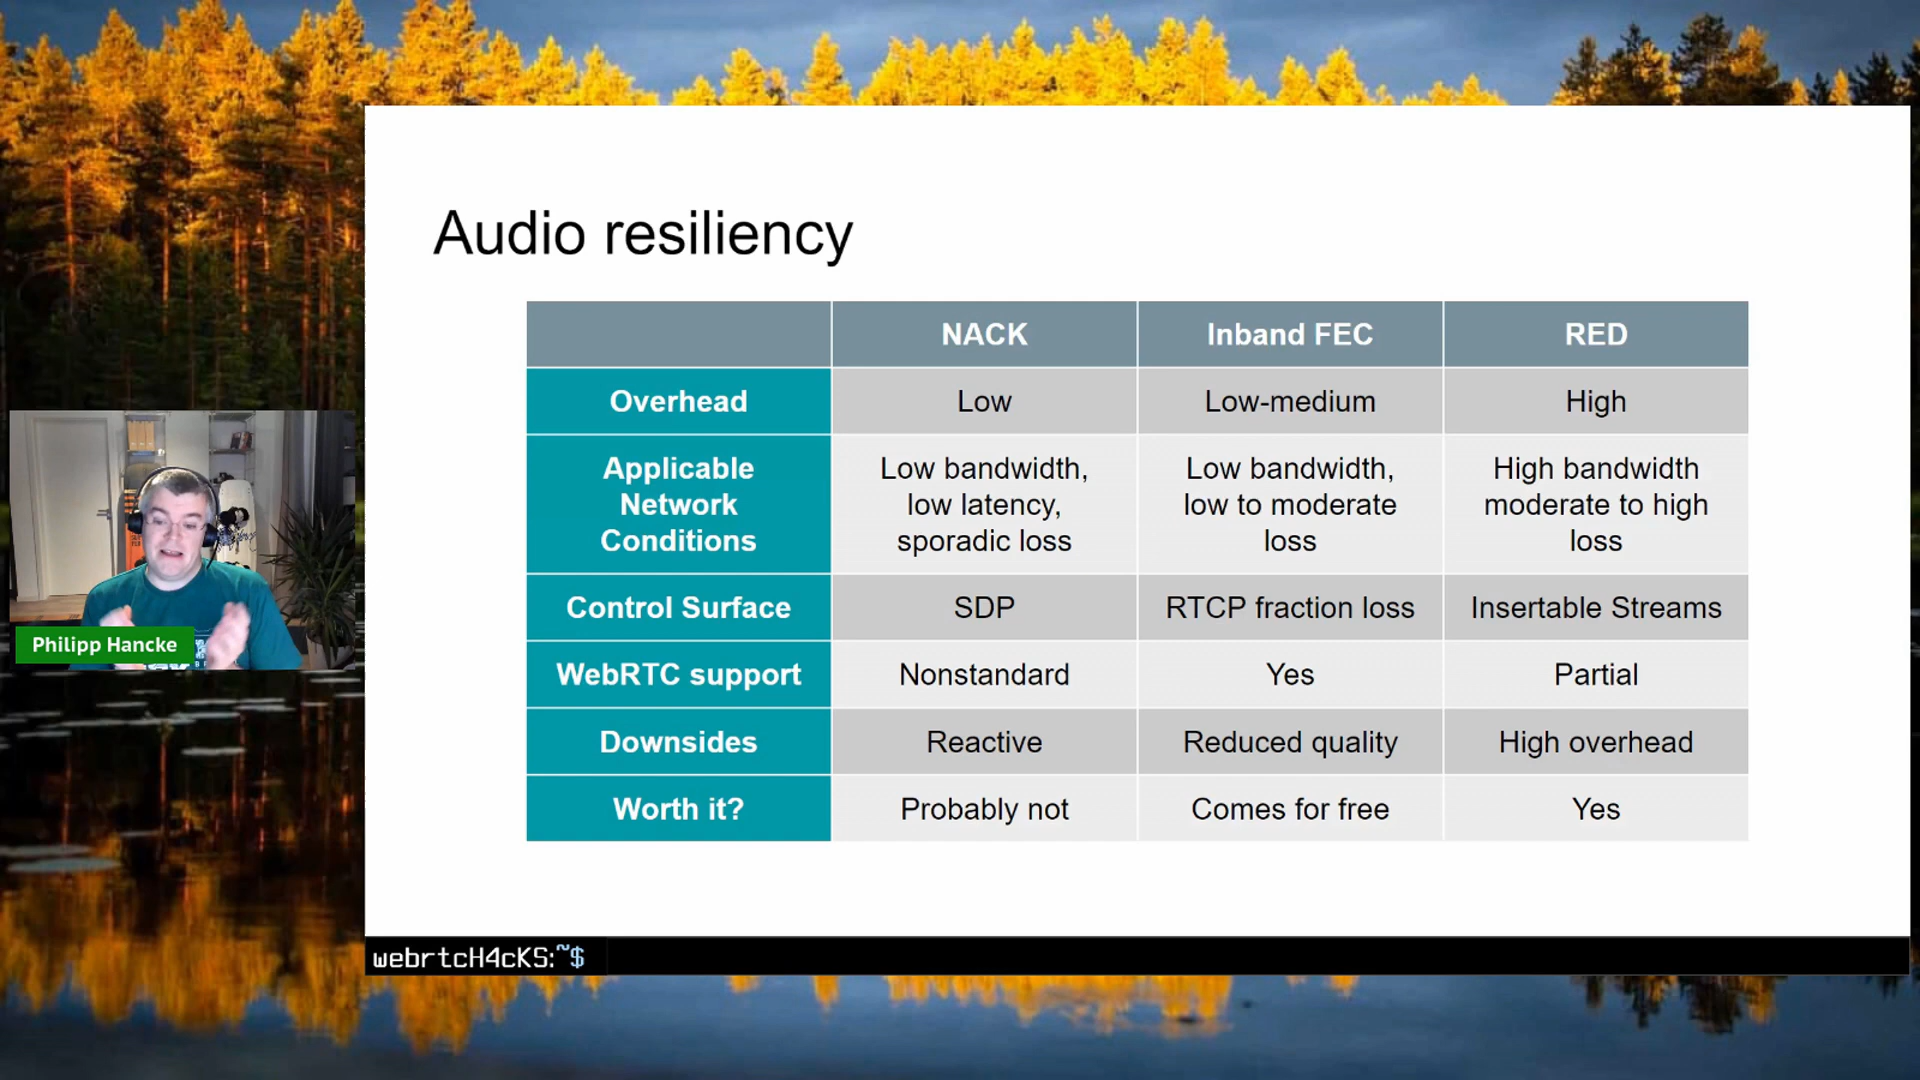 Audio resiliency
NACK
Inband FEC
RED
Overhead
Low
Low-medium
High
Applicable
Network
Conditions
Low bandwidth,
low latency,
sporadic loss
Low bandwidth,
low to moderate
loss
High bandwidth
moderate to high
loss
Control Surface
SDP
RTCP fraction loss
Insertable Streams
WebRTC support
Nonstandard
Yes
Partial
Downsides
Reactive
Reduced quality
High overhead
Worth it?
Probably not
Comes for free
Yes
Philipp Hancke
webrtcH4cKS:~$